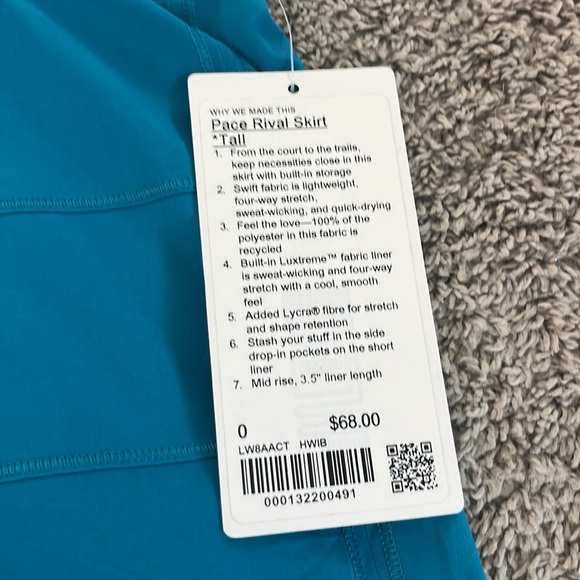 WHY WE MADE THIS
Pace Rival Skirt
*Tall
1. From the court to the trails,
keep necessities close in this
skirt with built-in storage
2. Swift fabric is lightweight,
four-way stretch,
sweat-wicking, and quick-drying
3. Feel the love—100% of the
polyester in this fabric is
recycled
4. Built-in Luxtreme™ fabric liner
is sweat-wicking and four-way
stretch with a cool, smooth
feel
5. Added Lycra® fibre for stretch
and shape retention
6. Stash your stuff in the side
drop-in pockets on the short
liner
7. Mid rise, 3.5" liner length
0 $68.00
LW8AACT HWIB
000132200491